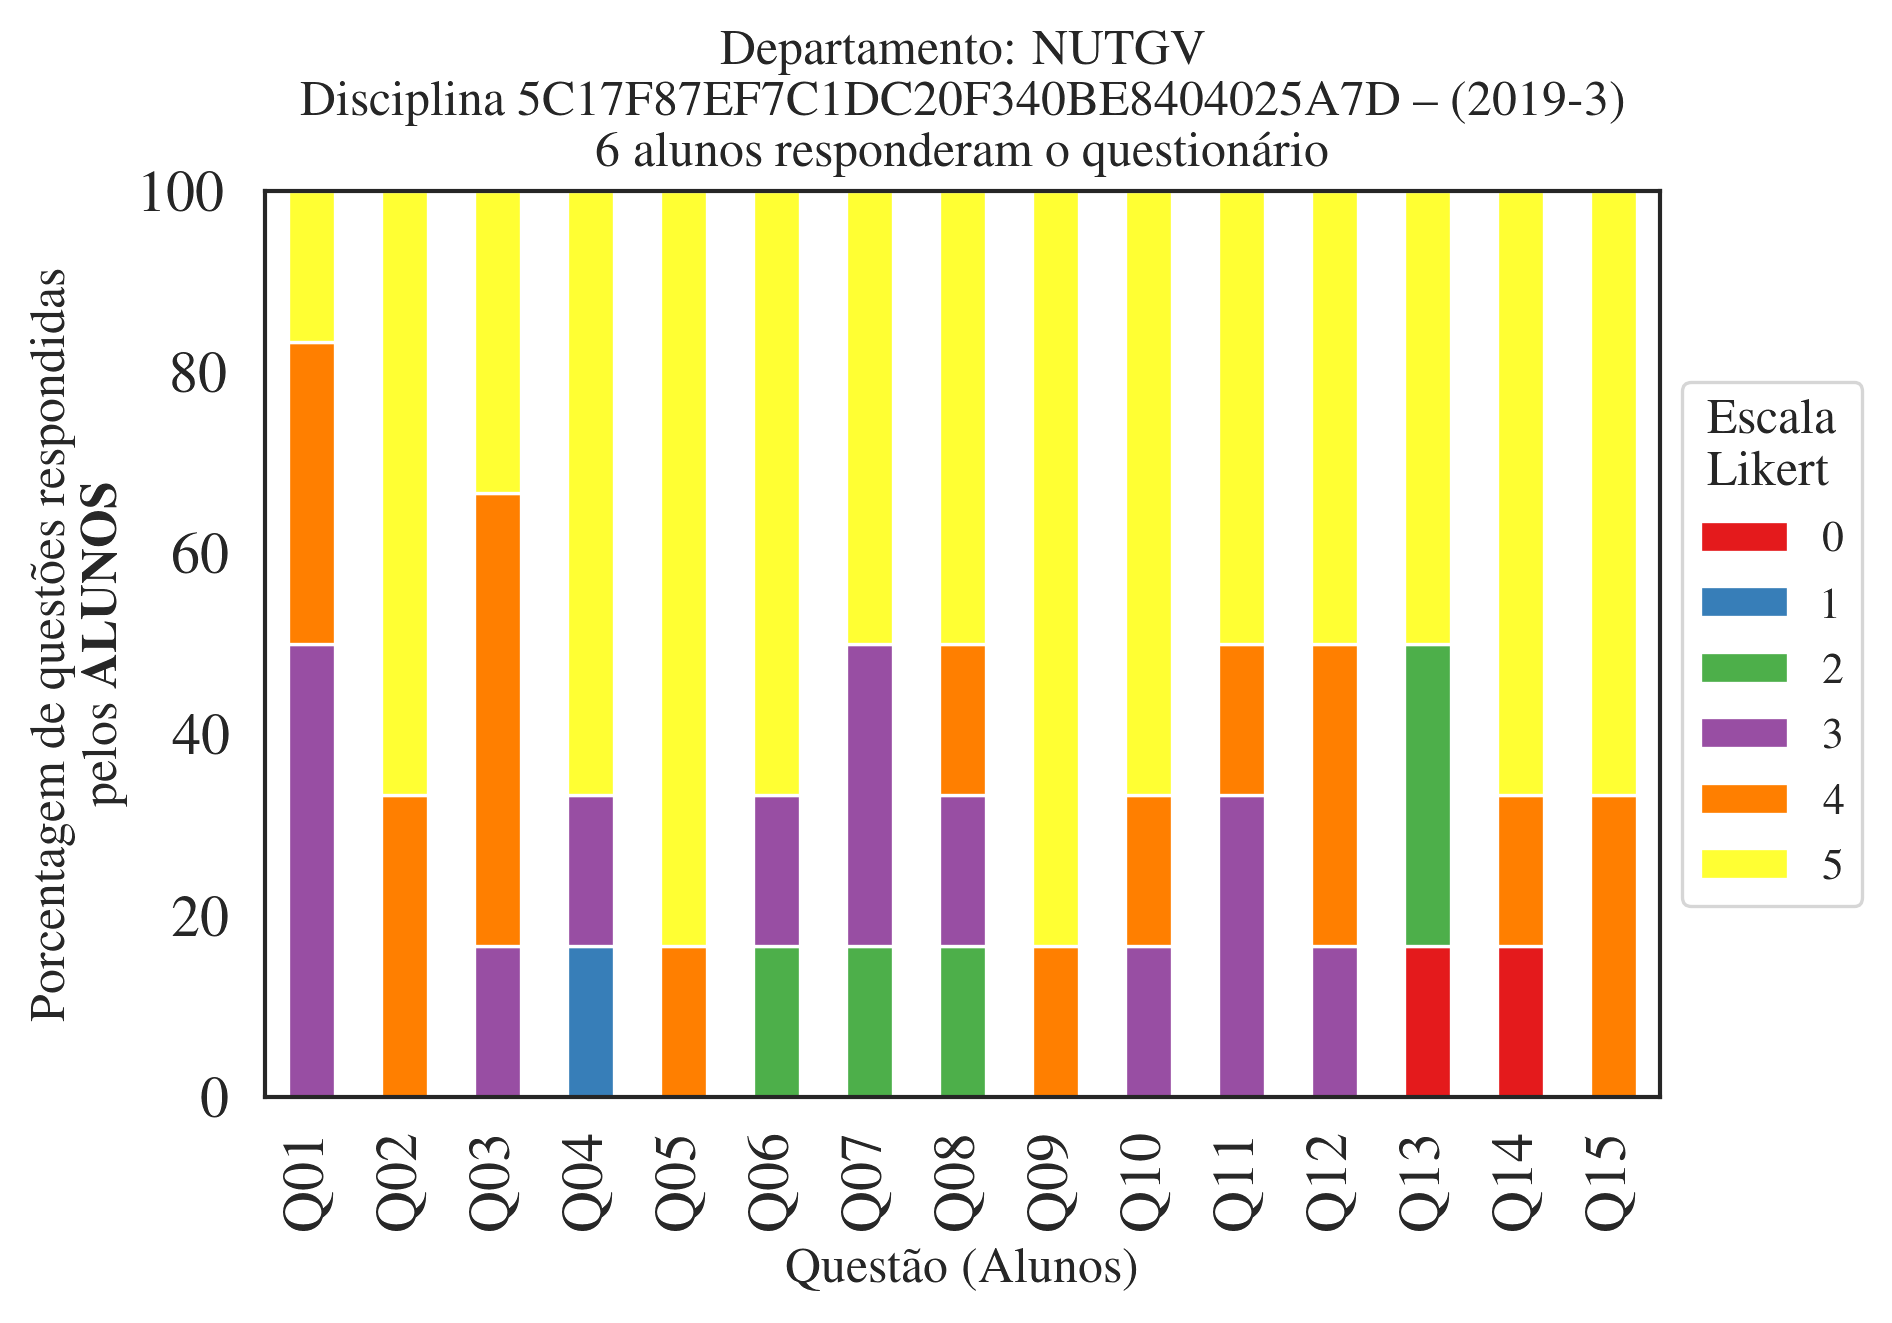 Departamento: NUTGV
Disciplina 5C17F87EF7C1DC20F340BE8404025A7D – (2019-3)
6 alunos responderam o questionário
Porcentagem de questões respondidas
pelos ALUNOS
100
80
60
40
20
0
Q01
Q02
Q03
Q04
Q05
Q06
Q07
Q08
Q09
Q10
Q11
Q12
Q13
Q14
Q15
Questão (Alunos)
Escala
Likert
0
1
2
3
4
5